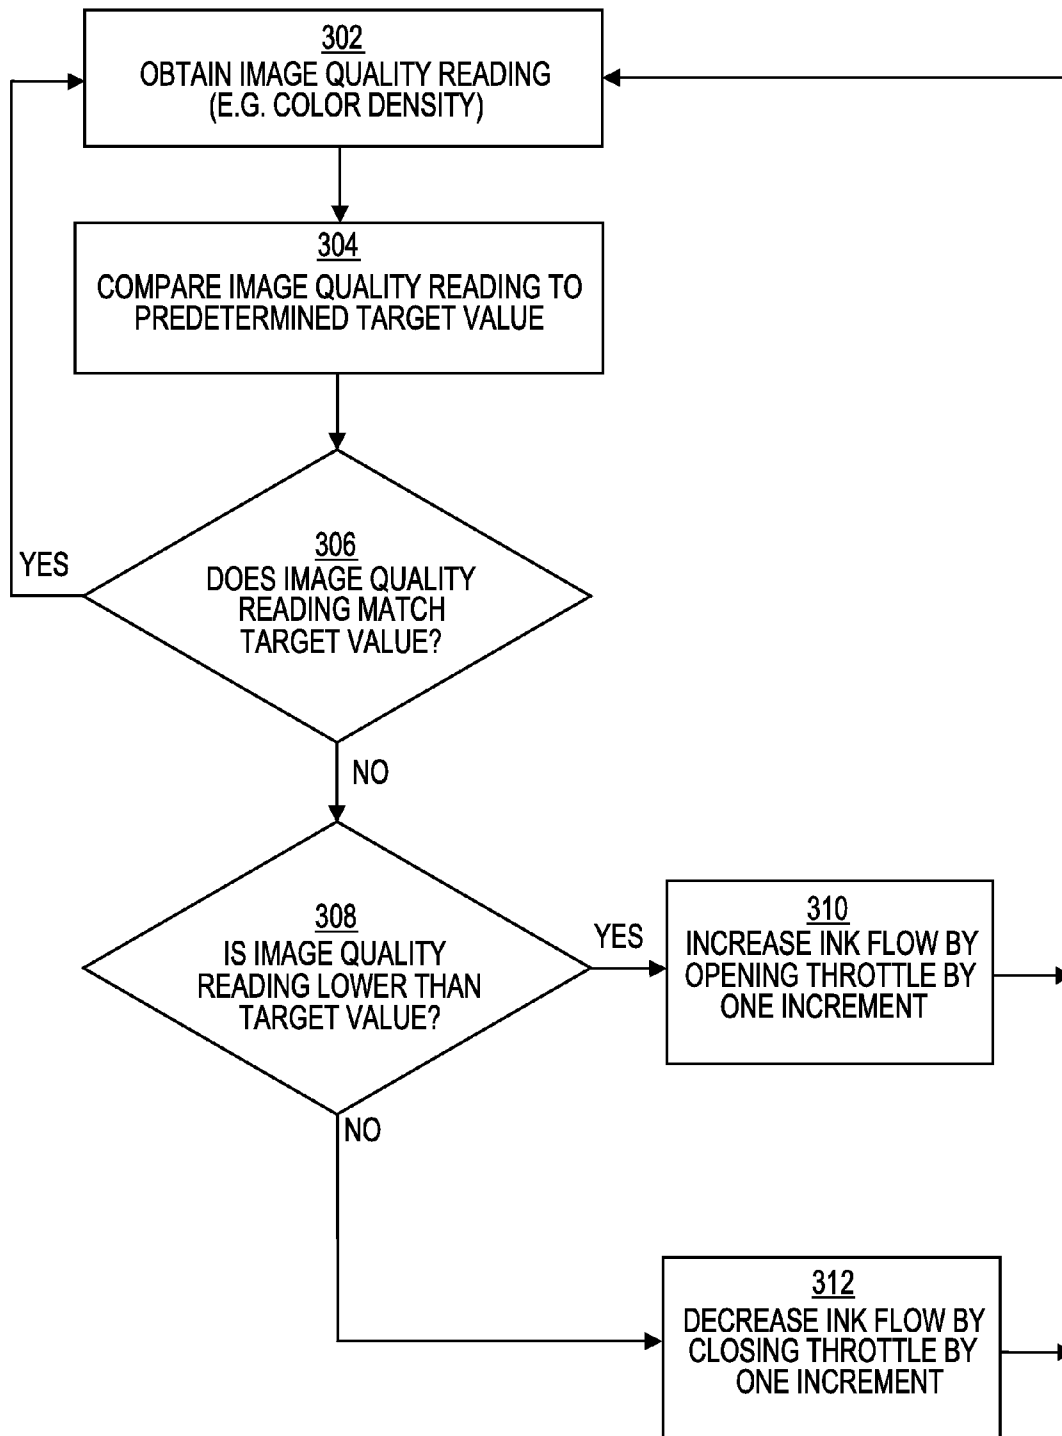 302
OBTAIN IMAGE QUALITY READING
(E.G. COLOR DENSITY)
304
COMPARE IMAGE QUALITY READING TO
PREDETERMINED TARGET VALUE
306
DOES IMAGE QUALITY
READING MATCH
TARGET VALUE?
YES
NO
308
IS IMAGE QUALITY
READING LOWER THAN
TARGET VALUE?
YES
310
INCREASE INK FLOW BY
OPENING THROTTLE BY
ONE INCREMENT
NO
312
DECREASE INK FLOW BY
CLOSING THROTTLE BY
ONE INCREMENT